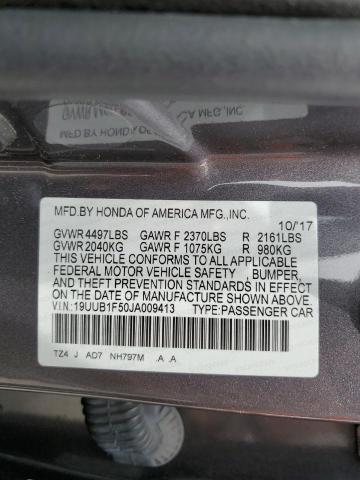 MFD.BY HONDA OF AMERICA MFG.,INC.
10/'17
GVWR 4497LBS GAWR F 2370LBS R 2161LBS
GVWR 2040KG GAWR F 1075KG R 980KG
THIS VEHICLE CONFORMS TO ALL APPLICABLE
FEDERAL MOTOR VEHICLE SAFETY , BUMPER,
AND THEFT PREVENTION STANDARDS IN EFFECT
ON THE DATE OF MANUFACTURE SHOWN ABOVE.
V.I.N:19UUB1F50JA009413 TYPE:PASSENGER CAR
TZ4 J AD7 NH797M .A .A